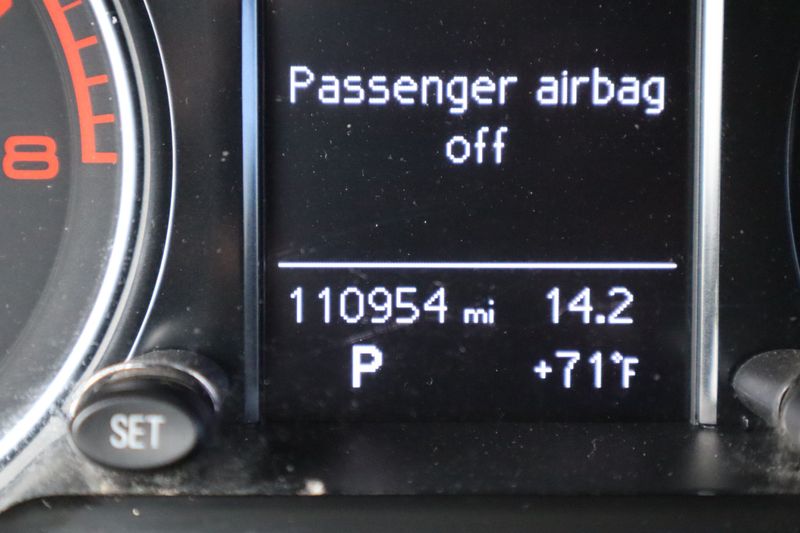 Passenger airbag
off
8
110954 mi 14.2
P +71°F
SET